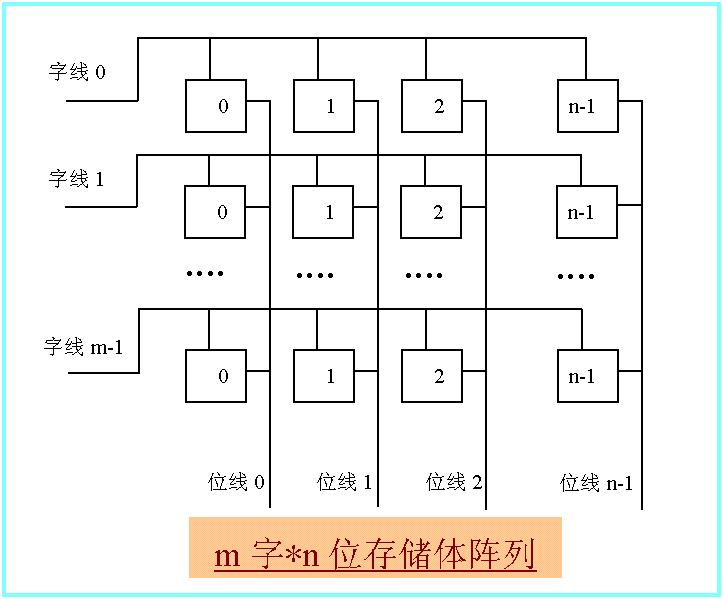 字线 0
0 1 2 n-1
字线 1
0 1 2 n-1
.... .... .... ....
字线 m-1
0 1 2 n-1
位线 0 位线 1 位线 2 位线 n-1
m 字*n 位存储体阵列